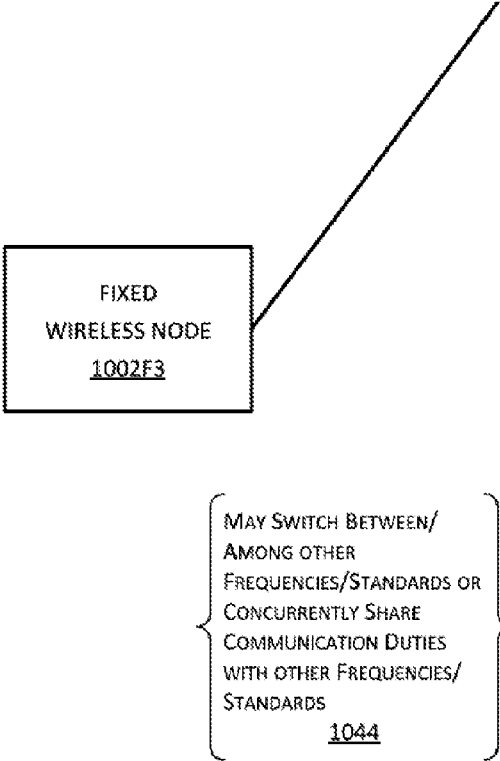 FIXED
WIRELESS NODE
1002F3
MAY SWITCH BETWEEN/
AMONG OTHER
FREQUENCIES/STANDARDS OR
CONCURRENTLY SHARE
COMMUNICATION DUTIES
WITH OTHER FREQUENCIES/
STANDARDS
1044